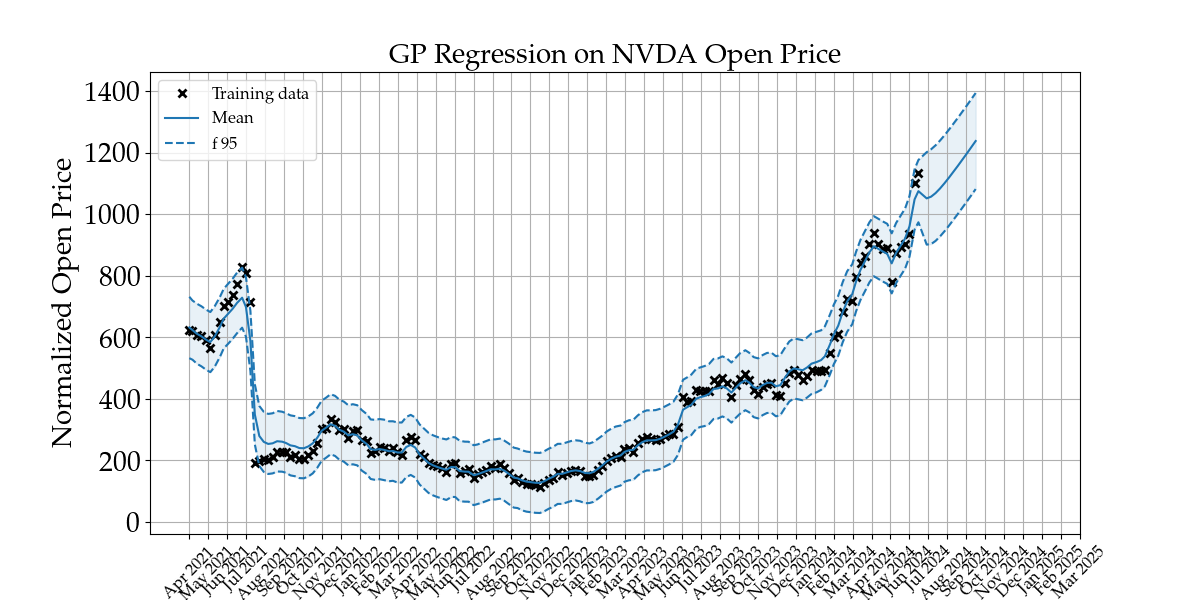 GP Regression on NVDA Open Price
Training data
Mean
f 95
Normalized Open Price
1400
1200
1000
800
600
400
200
0
Apr 2021
May 2021
Jun 2021
Jul 2021
Aug 2021
Sep 2021
Oct 2021
Nov 2021
Dec 2021
Jan 2022
Feb 2022
Mar 2022
Apr 2022
May 2022
Jun 2022
Jul 2022
Aug 2022
Sep 2022
Oct 2022
Nov 2022
Dec 2022
Jan 2023
Feb 2023
Mar 2023
Apr 2023
May 2023
Jun 2023
Jul 2023
Aug 2023
Sep 2023
Oct 2023
Nov 2023
Dec 2023
Jan 2024
Feb 2024
Mar 2024
Apr 2024
May 2024
Jun 2024
Jul 2024
Aug 2024
Sep 2024
Oct 2024
Nov 2024
Dec 2024
Jan 2025
Feb 2025
Mar 2025